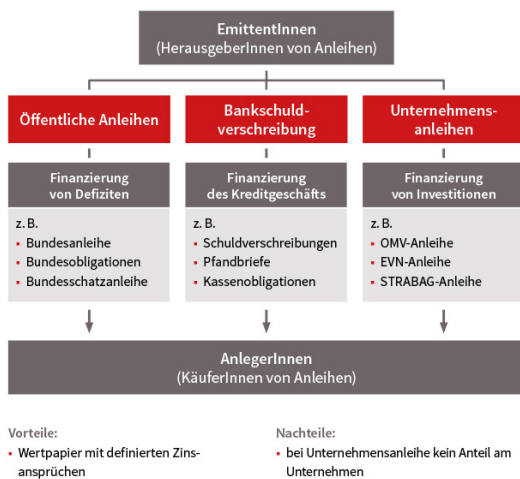 EmittentInnen
(HerausgeberInnen von Anleihen)
Öffentliche Anleihen
Bankschuld-
verschreibung
Unternehmens-
anleihen
Finanzierung
von Defiziten
Finanzierung
des Kreditgeschäfts
Finanzierung
von Investitionen
z. B.
▪ Bundesanleihe
▪ Bundesobligationen
▪ Bundesschatzanleihe
z. B.
▪ Schuldverschreibungen
▪ Pfandbriefe
▪ Kassenobligationen
z. B.
▪ OMV-Anleihe
▪ EVN-Anleihe
▪ STRABAG-Anleihe
AnlegerInnen
(KäuferInnen von Anleihen)
Vorteile:
▪ Wertpapier mit definierten Zins-
ansprüchen
Nachteile:
▪ bei Unternehmensanleihe kein Anteil am
Unternehmen